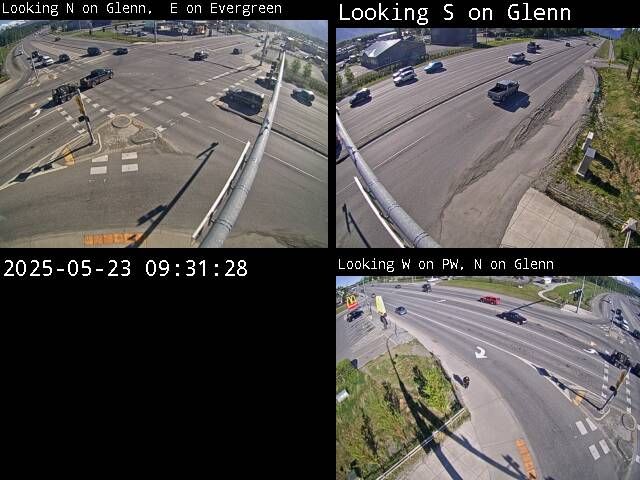 Looking N on Glenn,  E on Evergreen
Looking S on Glenn
2025-05-23 09:31:28
Looking W on PW, N on Glenn